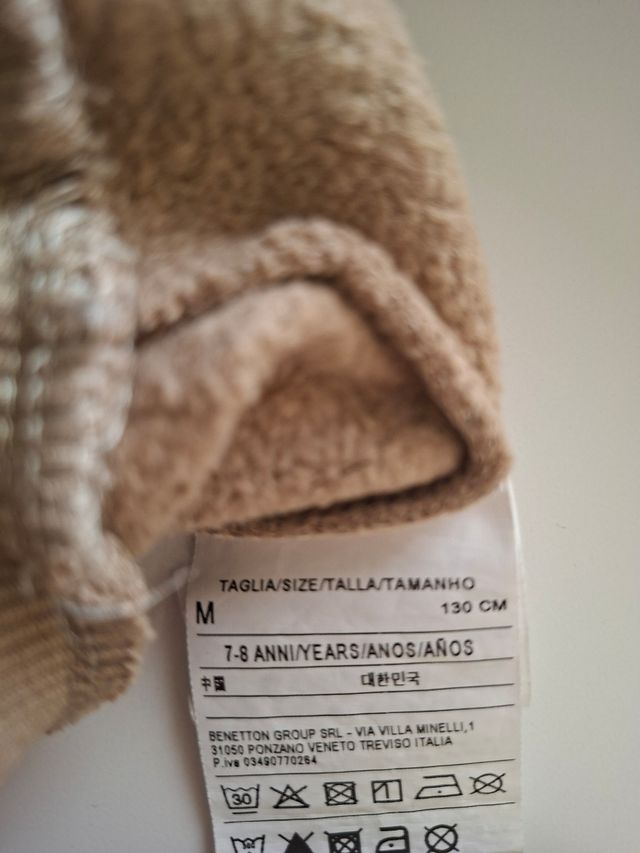 TAGLIA/SIZE/TALLA/TAMANHO
M 130 CM
7-8 ANNI/YEARS/ANOS/AÑOS
中国 대한민국
BENETTON GROUP SRL - VIA VILLA MINELLI,1
31050 PONZANO VENETO TREVISO ITALIA
P.iva 03490770264
30